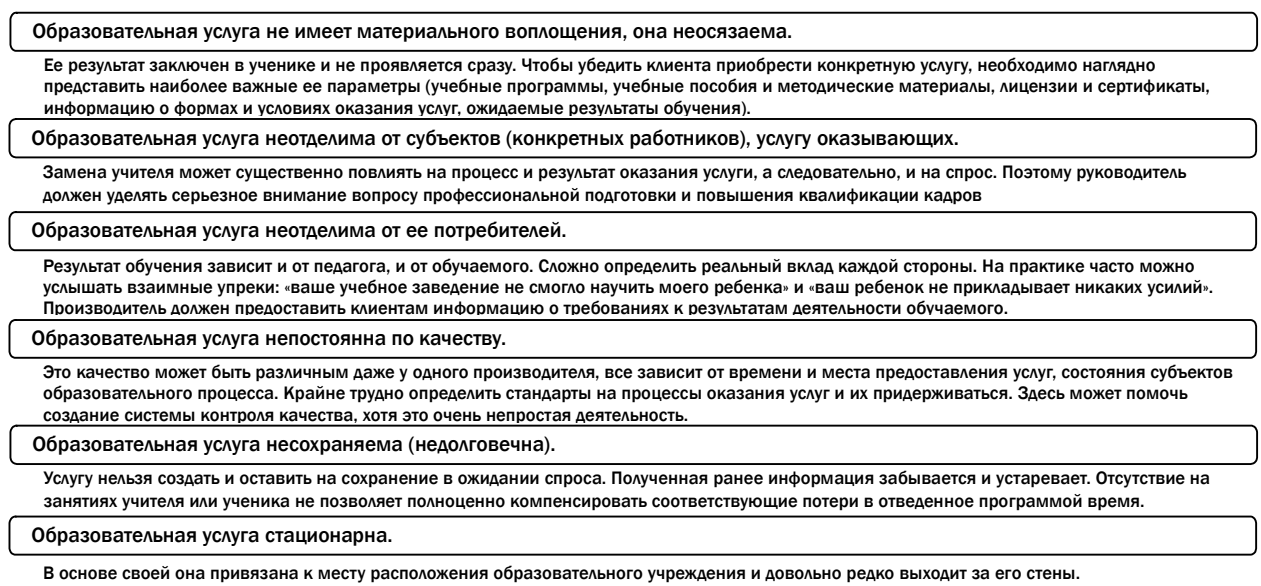 Образовательная услуга не имеет материального воплощения, она неосязаема.
Ее результат заключен в ученике и не проявляется сразу. Чтобы убедить клиента приобрести конкретную услугу, необходимо наглядно
представить наиболее важные ее параметры (учебные программы, учебные пособия и методические материалы, лицензии и сертификаты,
информацию о формах и условиях оказания услуг, ожидаемые результаты обучения).
Образовательная услуга неотделима от субъектов (конкретных работников), услугу оказывающих.
Замена учителя может существенно повлиять на процесс и результат оказания услуги, а следовательно, и на спрос. Поэтому руководитель
должен уделять серьезное внимание вопросу профессиональной подготовки и повышения квалификации кадров
Образовательная услуга неотделима от ее потребителей.
Результат обучения зависит и от педагога, и от обучаемого. Сложно определить реальный вклад каждой стороны. На практике часто можно
услышать взаимные упреки: «ваше учебное заведение не смогло научить моего ребенка» и «ваш ребенок не прикладывает никаких усилий».
Производитель должен предоставить клиентам информацию о требованиях к результатам деятельности обучаемого.
Образовательная услуга непостоянна по качеству.
Это качество может быть различным даже у одного производителя, все зависит от времени и места предоставления услуг, состояния субъектов
образовательного процесса. Крайне трудно определить стандарты на процессы оказания услуг и их придерживаться. Здесь может помочь
создание системы контроля качества, хотя это очень непростая деятельность.
Образовательная услуга несохраняема (недолговечна).
Услугу нельзя создать и оставить на сохранение в ожидании спроса. Полученная ранее информация забывается и устаревает. Отсутствие на
занятиях учителя или ученика не позволяет полноценно компенсировать соответствующие потери в отведенное программой время.
Образовательная услуга стационарна.
В основе своей она привязана к месту расположения образовательного учреждения и довольно редко выходит за его стены.